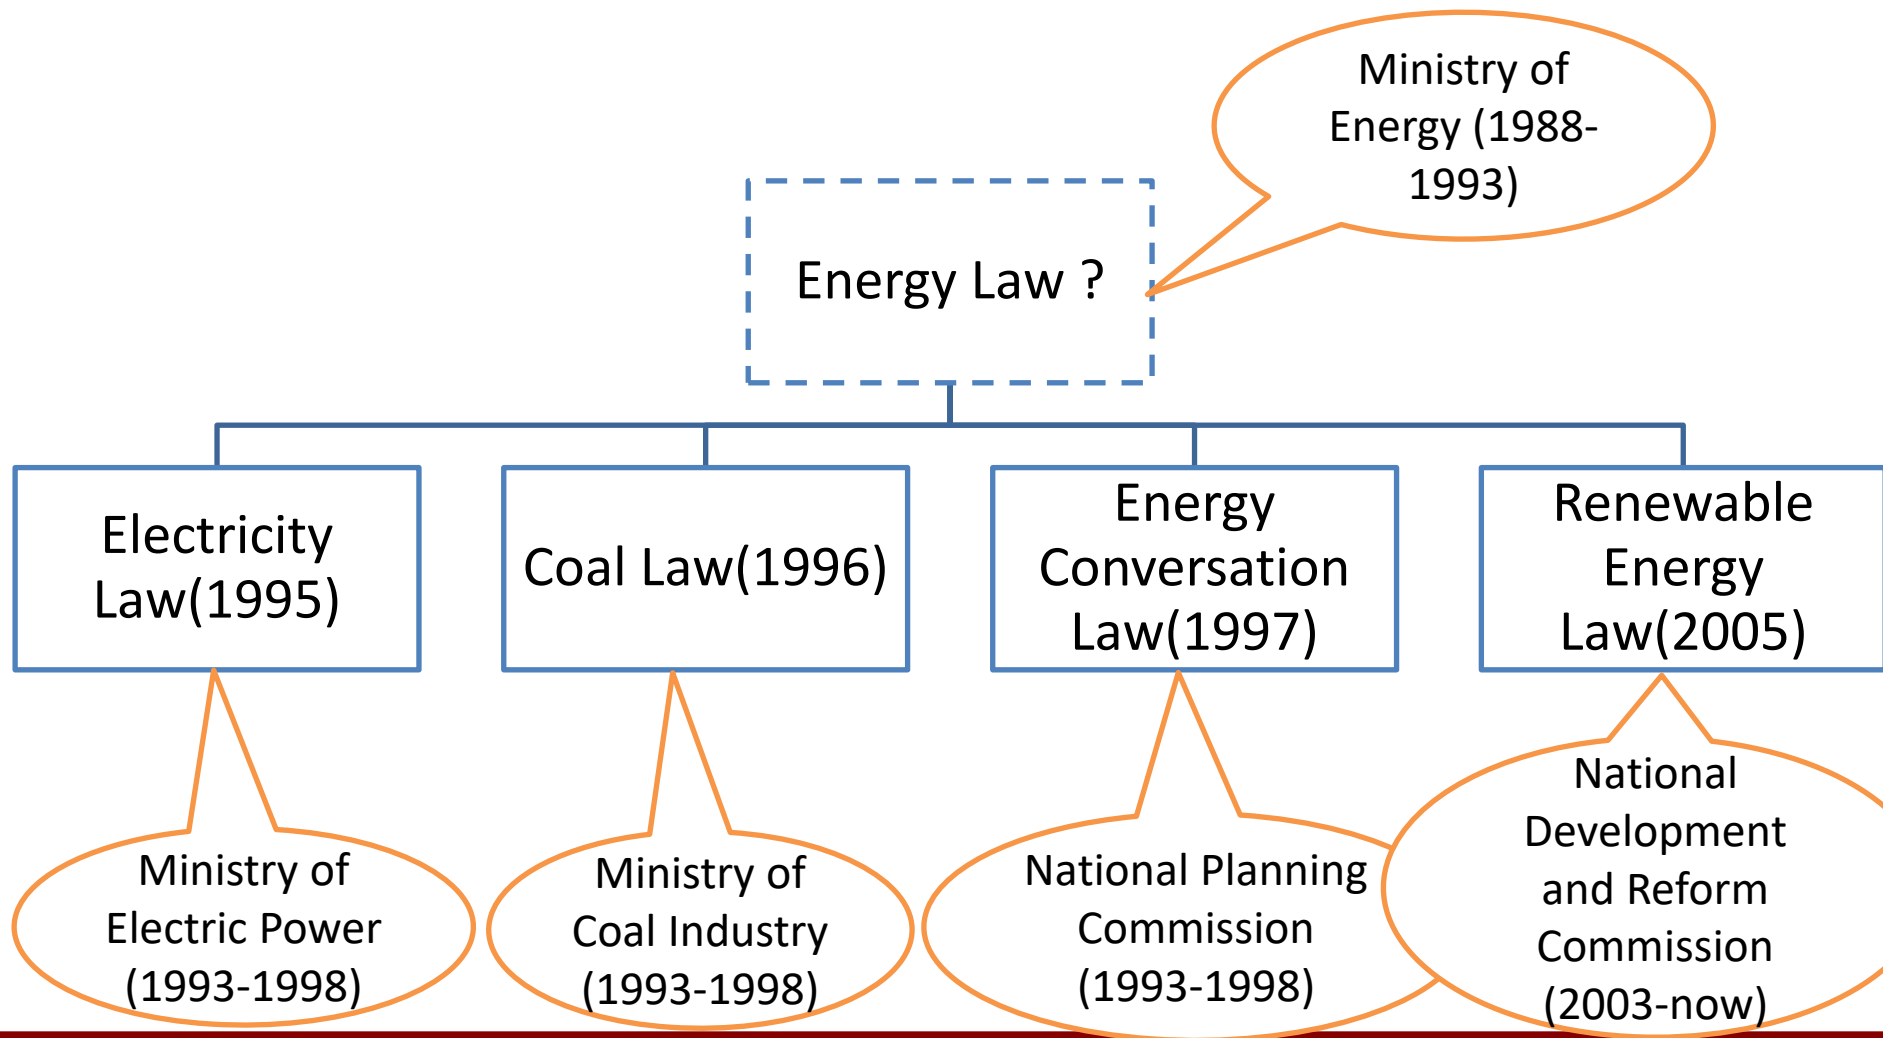 Ministry of
Energy (1988-
1993)
Energy Law ?
Electricity
Law(1995)
Coal Law(1996)
Energy
Conversation
Law(1997)
Renewable
Energy
Law(2005)
Ministry of
Electric Power
(1993-1998)
Ministry of
Coal Industry
(1993-1998)
National Planning
Commission
(1993-1998)
National
Development
and Reform
Commission
(2003-now)